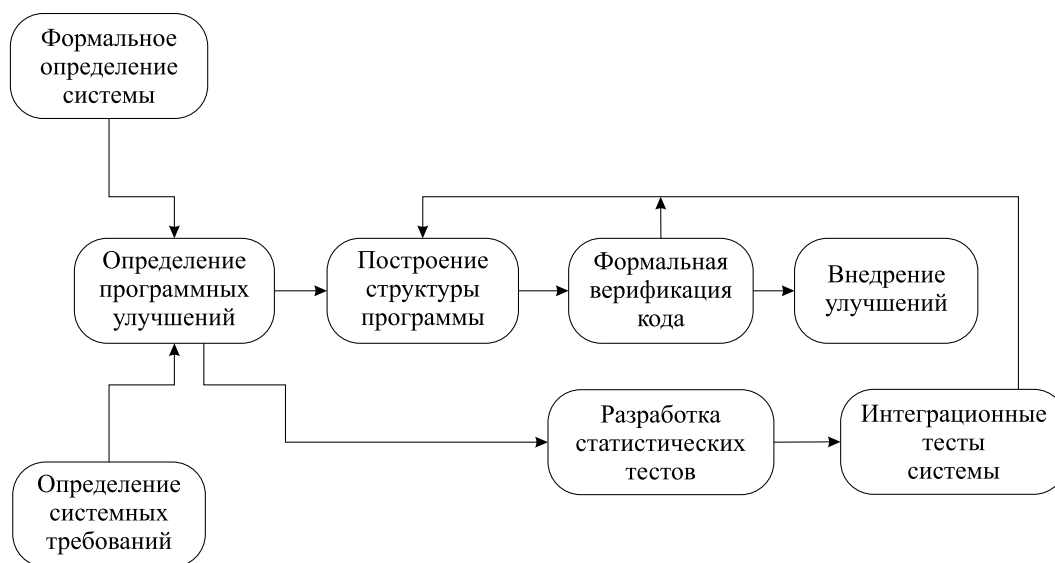 Формальное
определение
системы
Определение
программных
улучшений
Построение
структуры
программы
Формальная
верификация
кода
Внедрение
улучшений
Разработка
статистических
тестов
Интеграционные
тесты
системы
Определение
системных
требований